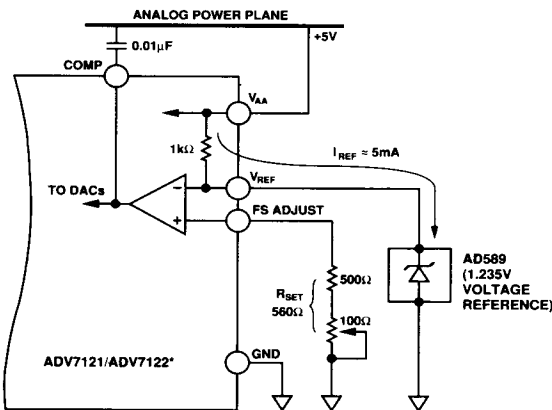 ANALOG POWER PLANE
0.01µF
+5V
COMP
VAA
1kΩ
IREF ≈ 5mA
VREF
TO DACs
−
+
FS ADJUST
500Ω
RSET
560Ω
100Ω
AD589
(1.235V
VOLTAGE
REFERENCE)
GND
ADV7121/ADV7122*